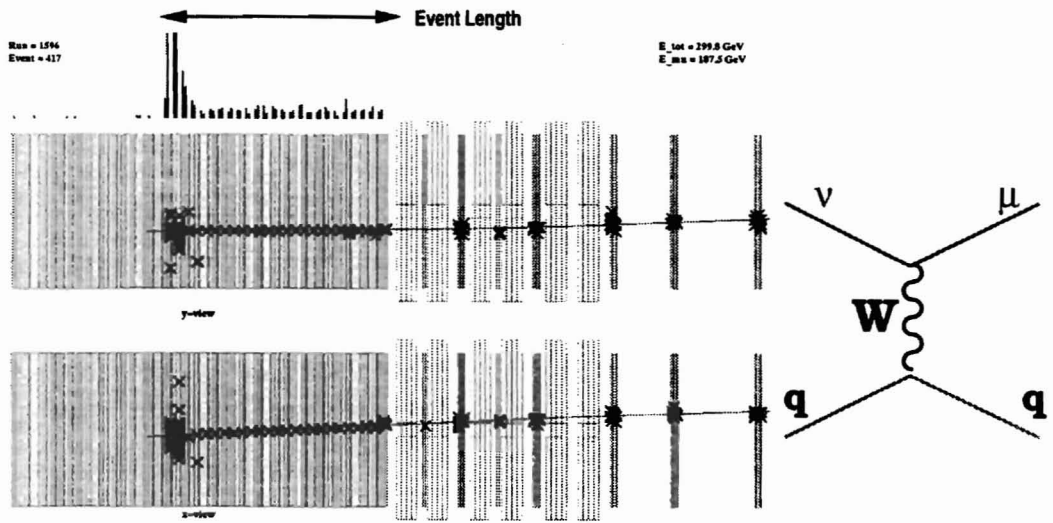 Event Length
Run = 1596
Event = 417
E_tot = 299.8 GeV
E_mu = 187.5 GeV
ν
μ
W
y-view
q
q
x-view